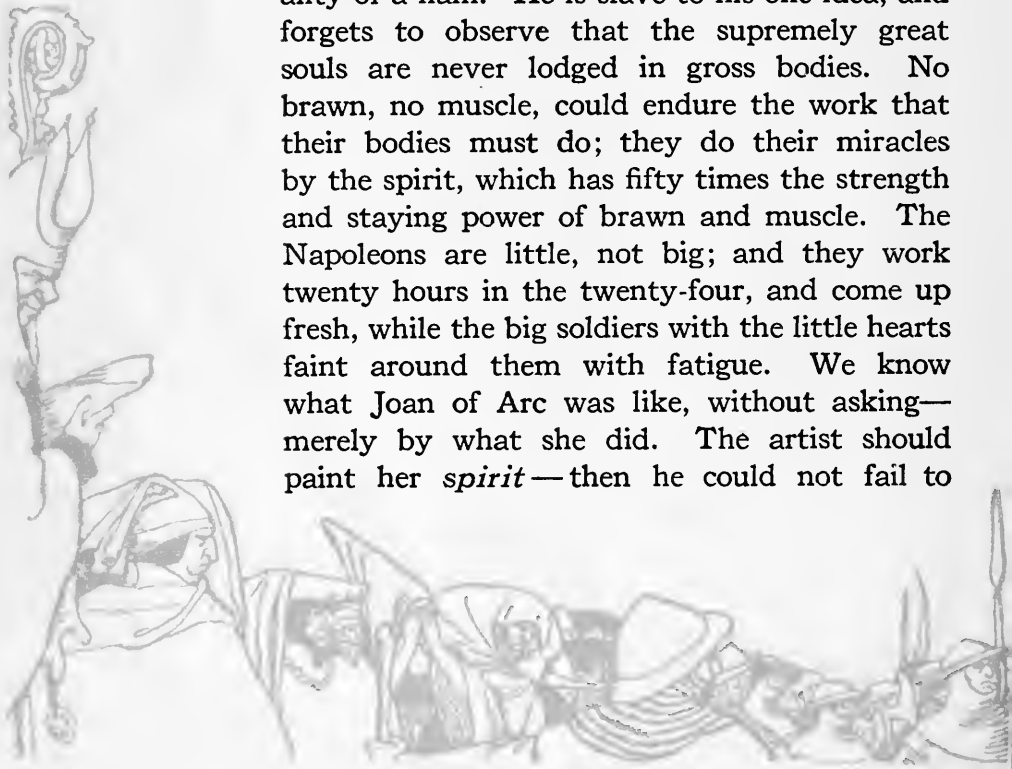 of a ham. He is slave to his one idea, and
forgets to observe that the supremely great
souls are never lodged in gross bodies. No
brawn, no muscle, could endure the work that
their bodies must do; they do their miracles
by the spirit, which has fifty times the strength
and staying power of brawn and muscle. The
Napoleons are little, not big; and they work
twenty hours in the twenty-four, and come up
fresh, while the big soldiers with the little hearts
faint around them with fatigue. We know
what Joan of Arc was like, without asking—
merely by what she did. The artist should
paint her spirit—then he could not fail to